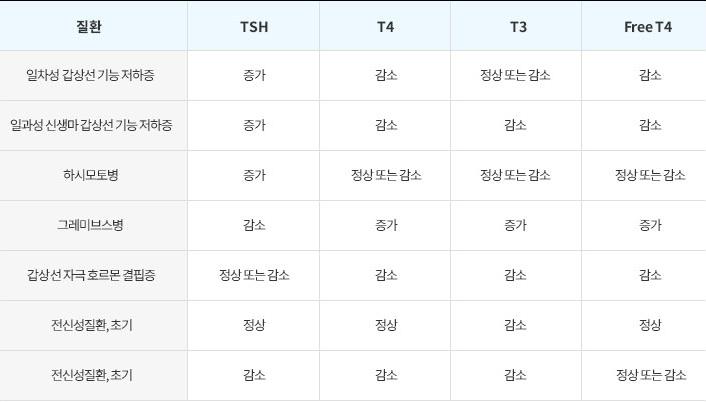 질환 TSH T4 T3 Free T4
일차성 갑상선 기능 저하증 증가 감소 정상 또는 감소 감소
일과성 신생마 갑상선 기능 저하증 증가 감소 감소 감소
하시모토병 증가 정상 또는 감소 정상 또는 감소 정상 또는 감소
그레미브스병 감소 증가 증가 증가
갑상선 자극 호르몬 결핍증 정상 또는 감소 감소 감소 감소
전신성질환, 초기 정상 정상 감소 정상
전신성질환, 초기 감소 감소 감소 정상 또는 감소